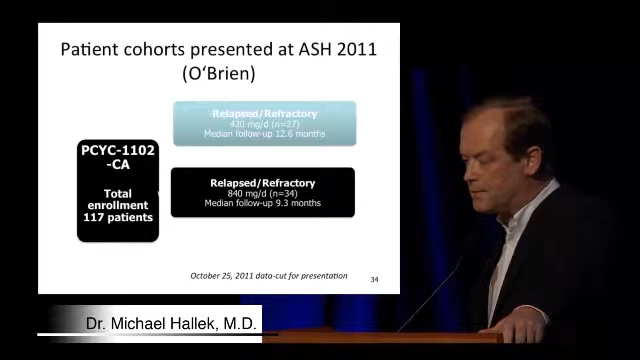 Patient cohorts presented at ASH 2011
(O‘Brien)
Relapsed/Refractory
420 mg/d (n=27)
Median follow-up 12.6 months
PCYC-1102
-CA
Total
enrollment
117 patients
Relapsed/Refractory
840 mg/d (n=34)
Median follow-up 9.3 months
October 25, 2011 data-cut for presentation
34
Dr. Michael Hallek, M.D.